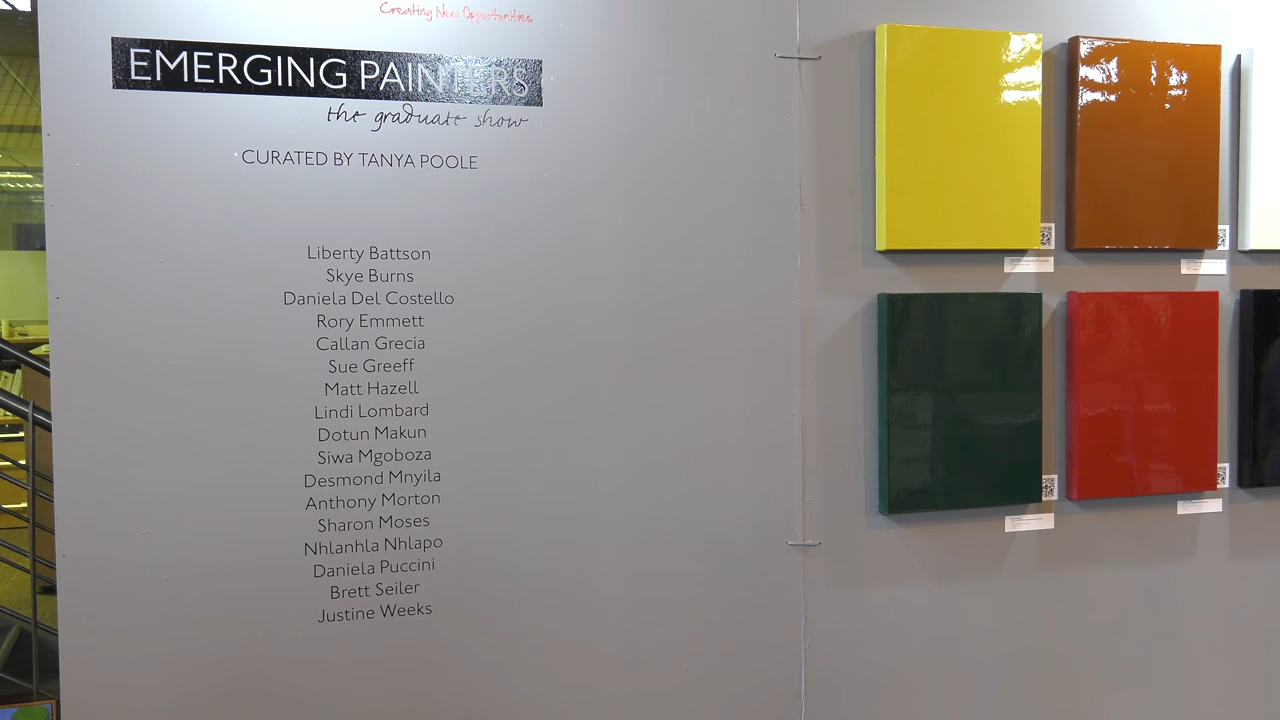 Creating New Opportunities
EMERGING PAINTERS
the graduate show
CURATED BY TANYA POOLE
Liberty Battson
Skye Burns
Daniela Del Costello
Rory Emmett
Callan Grecia
Sue Greeff
Matt Hazell
Lindi Lombard
Dotun Makun
Siwa Mgoboza
Desmond Mnyila
Anthony Morton
Sharon Moses
Nhlanhla Nhlapo
Daniela Puccini
Brett Seiler
Justine Weeks